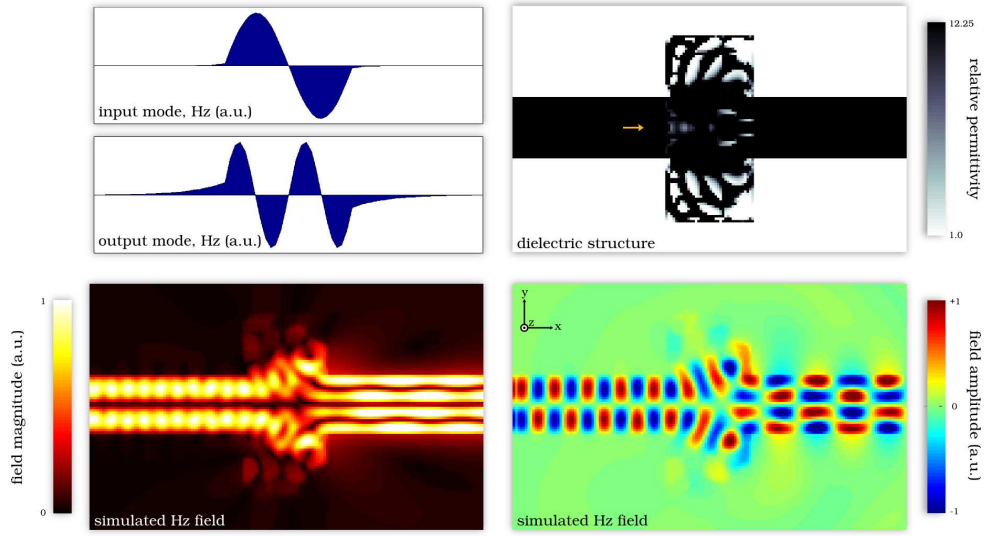 input mode, Hz (a.u.)
output mode, Hz (a.u.)
dielectric structure
12.25
relative permittivity
1.0
field magnitude (a.u.)
1
0
simulated Hz field
y
z
x
simulated Hz field
+1
0
-1
field amplitude (a.u.)